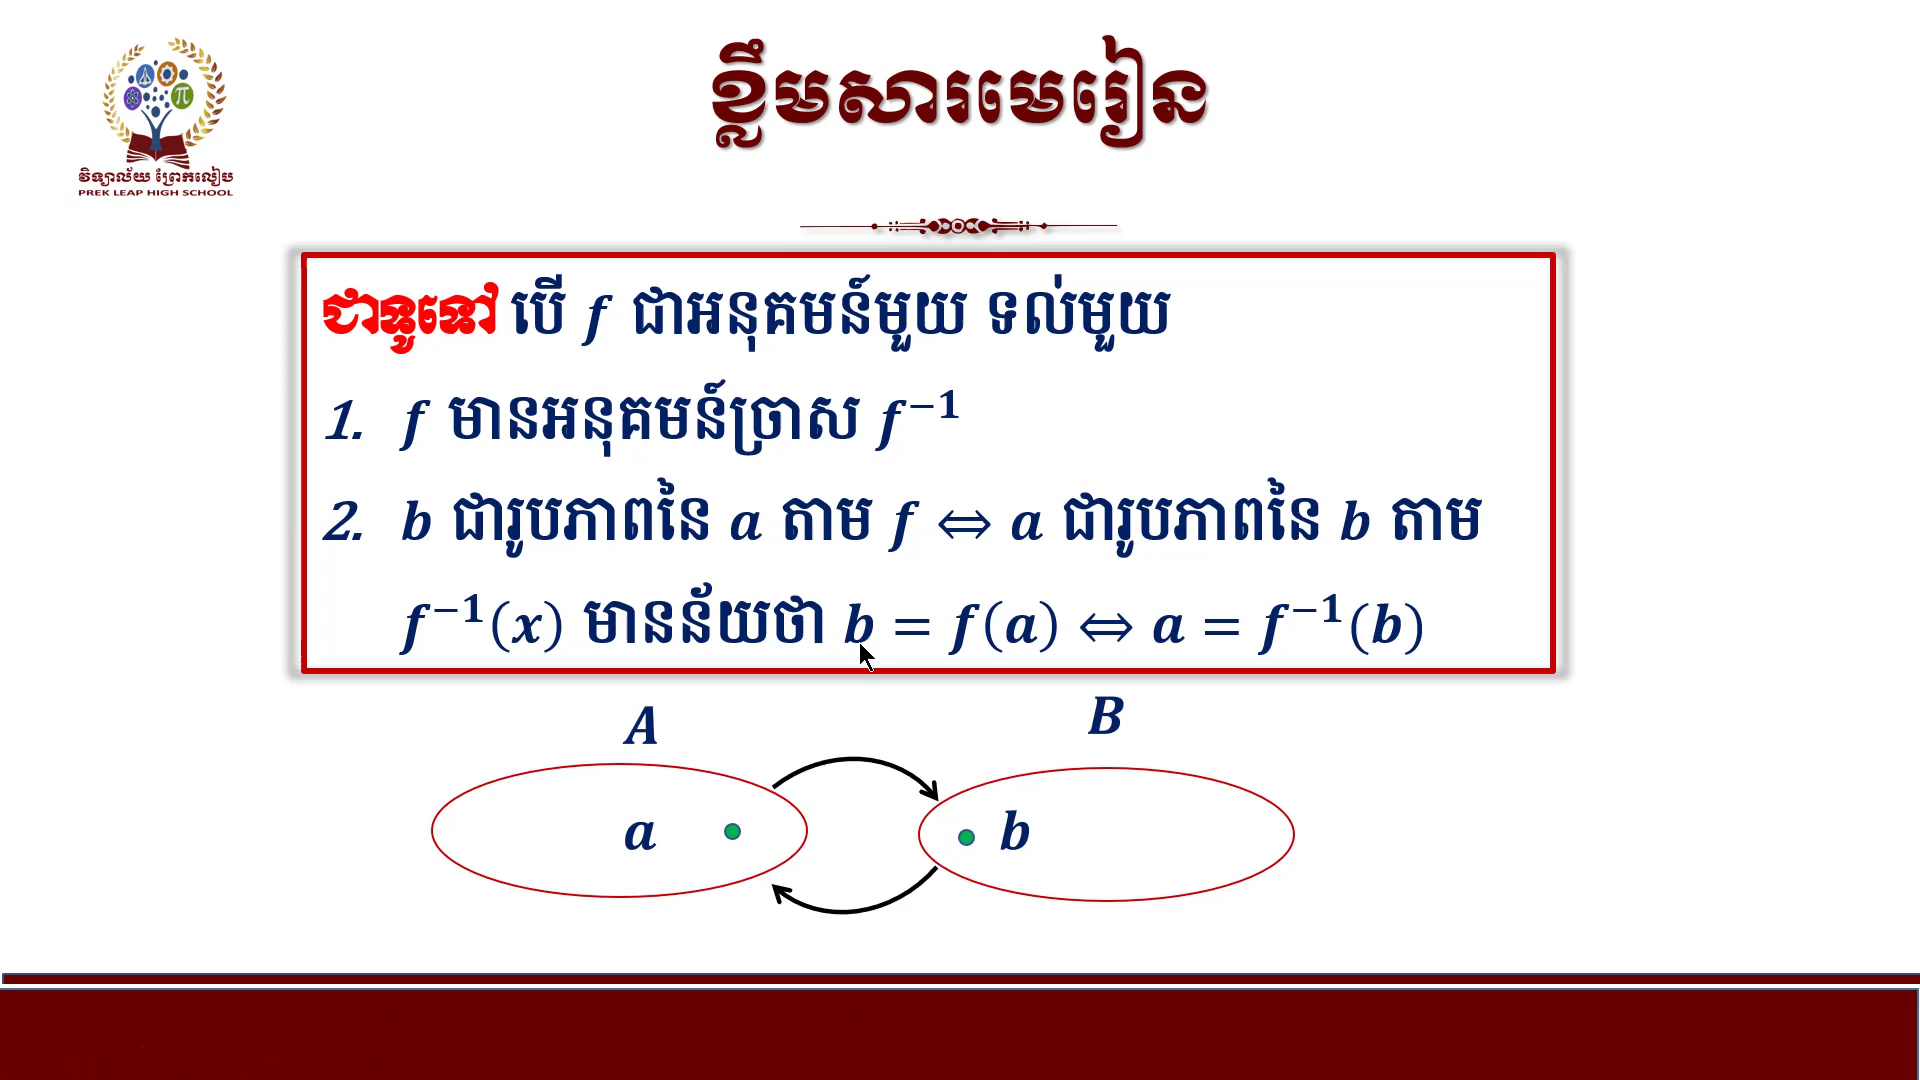 ខ្លឹមសារមេរៀន
វិទ្យាល័យ ព្រែកលៀប
PREK LEAP HIGH SCHOOL
ជាទូទៅ បើ f ជាអនុគមន៍មួយ ទល់មួយ
1. f មានអនុគមន៍ច្រាស f⁻¹
2. b ជារូបភាពនៃ a តាម f ⇔ a ជារូបភាពនៃ b តាម
f⁻¹(x) មានន័យថា b = f(a) ⇔ a = f⁻¹(b)
A B
a b